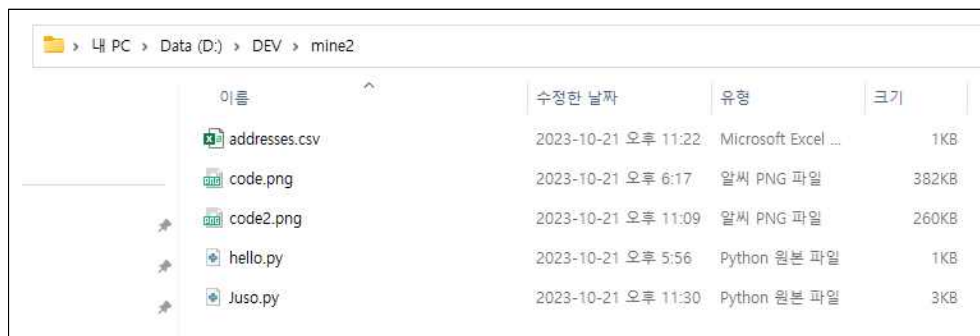 내 PC > Data (D:) > DEV > mine2
이름 수정한 날짜 유형 크기
addresses.csv 2023-10-21 오후 11:22 Microsoft Excel ... 1KB
code.png 2023-10-21 오후 6:17 알씨 PNG 파일 382KB
code2.png 2023-10-21 오후 11:09 알씨 PNG 파일 260KB
hello.py 2023-10-21 오후 5:56 Python 원본 파일 1KB
Juso.py 2023-10-21 오후 11:30 Python 원본 파일 3KB